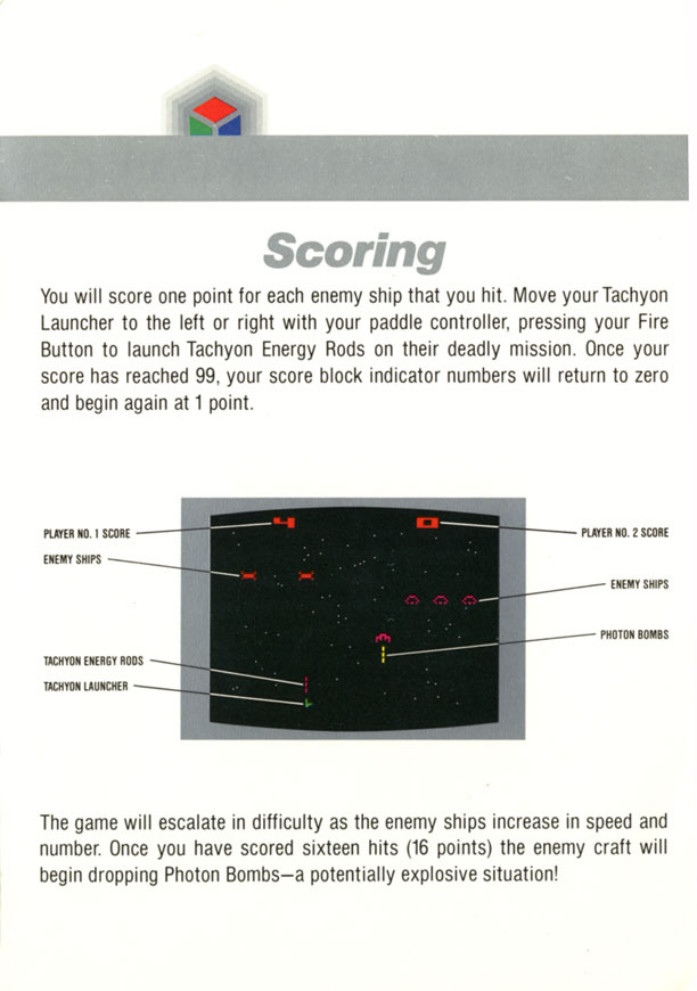 Scoring
You will score one point for each enemy ship that you hit. Move your Tachyon
Launcher to the left or right with your paddle controller, pressing your Fire
Button to launch Tachyon Energy Rods on their deadly mission. Once your
score has reached 99, your score block indicator numbers will return to zero
and begin again at 1 point.
4 0
PLAYER NO. 1 SCORE
PLAYER NO. 2 SCORE
ENEMY SHIPS
ENEMY SHIPS
PHOTON BOMBS
TACHYON ENERGY RODS
TACHYON LAUNCHER
The game will escalate in difficulty as the enemy ships increase in speed and
number. Once you have scored sixteen hits (16 points) the enemy craft will
begin dropping Photon Bombs—a potentially explosive situation!